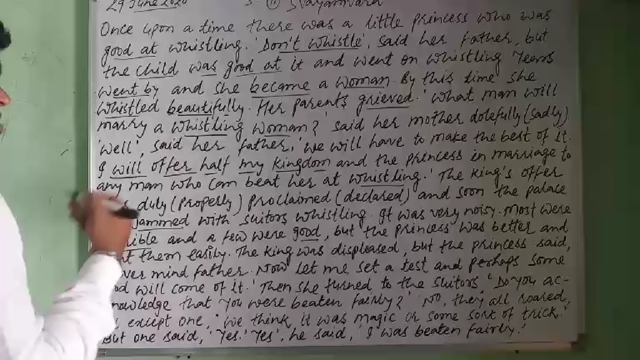 29 June 2020 Swayamvara
Once upon a time there was a little princess who was
good at whistling. 'Don't whistle', said her father, but
the child was good at it and went on whistling Years
went by and she became a woman. By this time she
whistled beautifully. Her parents grieved. 'What man will
marry a whistling woman? said her mother dolefully (sadly)
'Well', said her father, 'we will have to make the best of it.
I will offer half my kingdom and the princess in marriage to
any man who can beat her at whistling.' The king's offer
duly (properly) proclaimed (declared) and soon the palace
jammed with suitors whistling. It was very noisy. Most were
and a few were good, but the princess was better and
them easily. The king was displeased, but the princess said,
mind father. Now let me set a test and perhaps some
will come of it.' Then she turned to the suitors 'Do you ac-
knowledge that you were beaten fairly?' 'No, they all roared,
except one, 'we think, it was magic or some sort of trick.'
But one said, 'Yes.' 'Yes', he said, 'I was beaten fairly.'